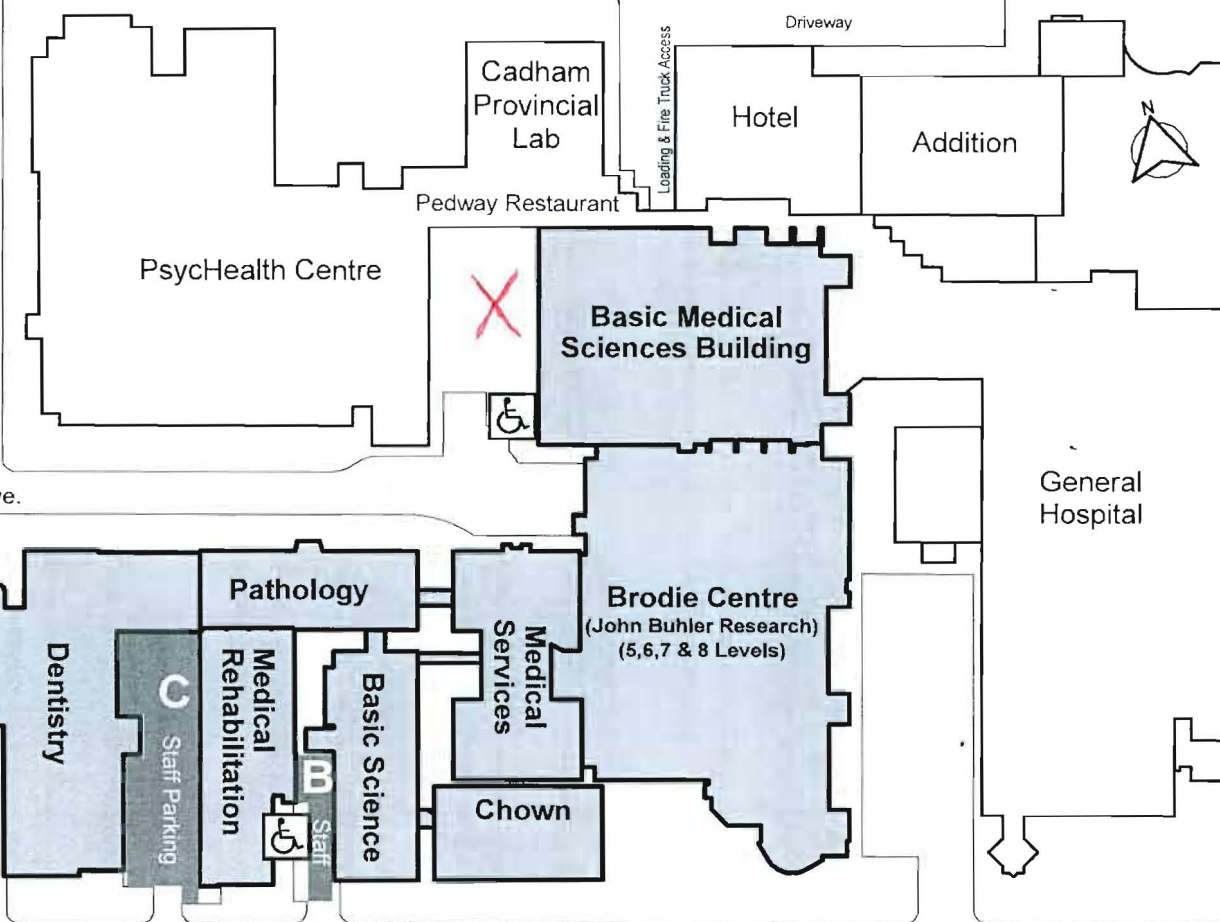 Driveway
Loading & Fire Truck Access
Cadham
Provincial
Lab
Hotel
Addition
N
Pedway Restaurant
PsycHealth Centre
Basic Medical
Sciences Building
General
Hospital
Pathology
Brodie Centre
(John Buhler Research)
(5,6,7 & 8 Levels)
Dentistry
C
Staff Parking
Medical
Rehabilitation
B
Staff
Basic Science
Medical
Services
Chown